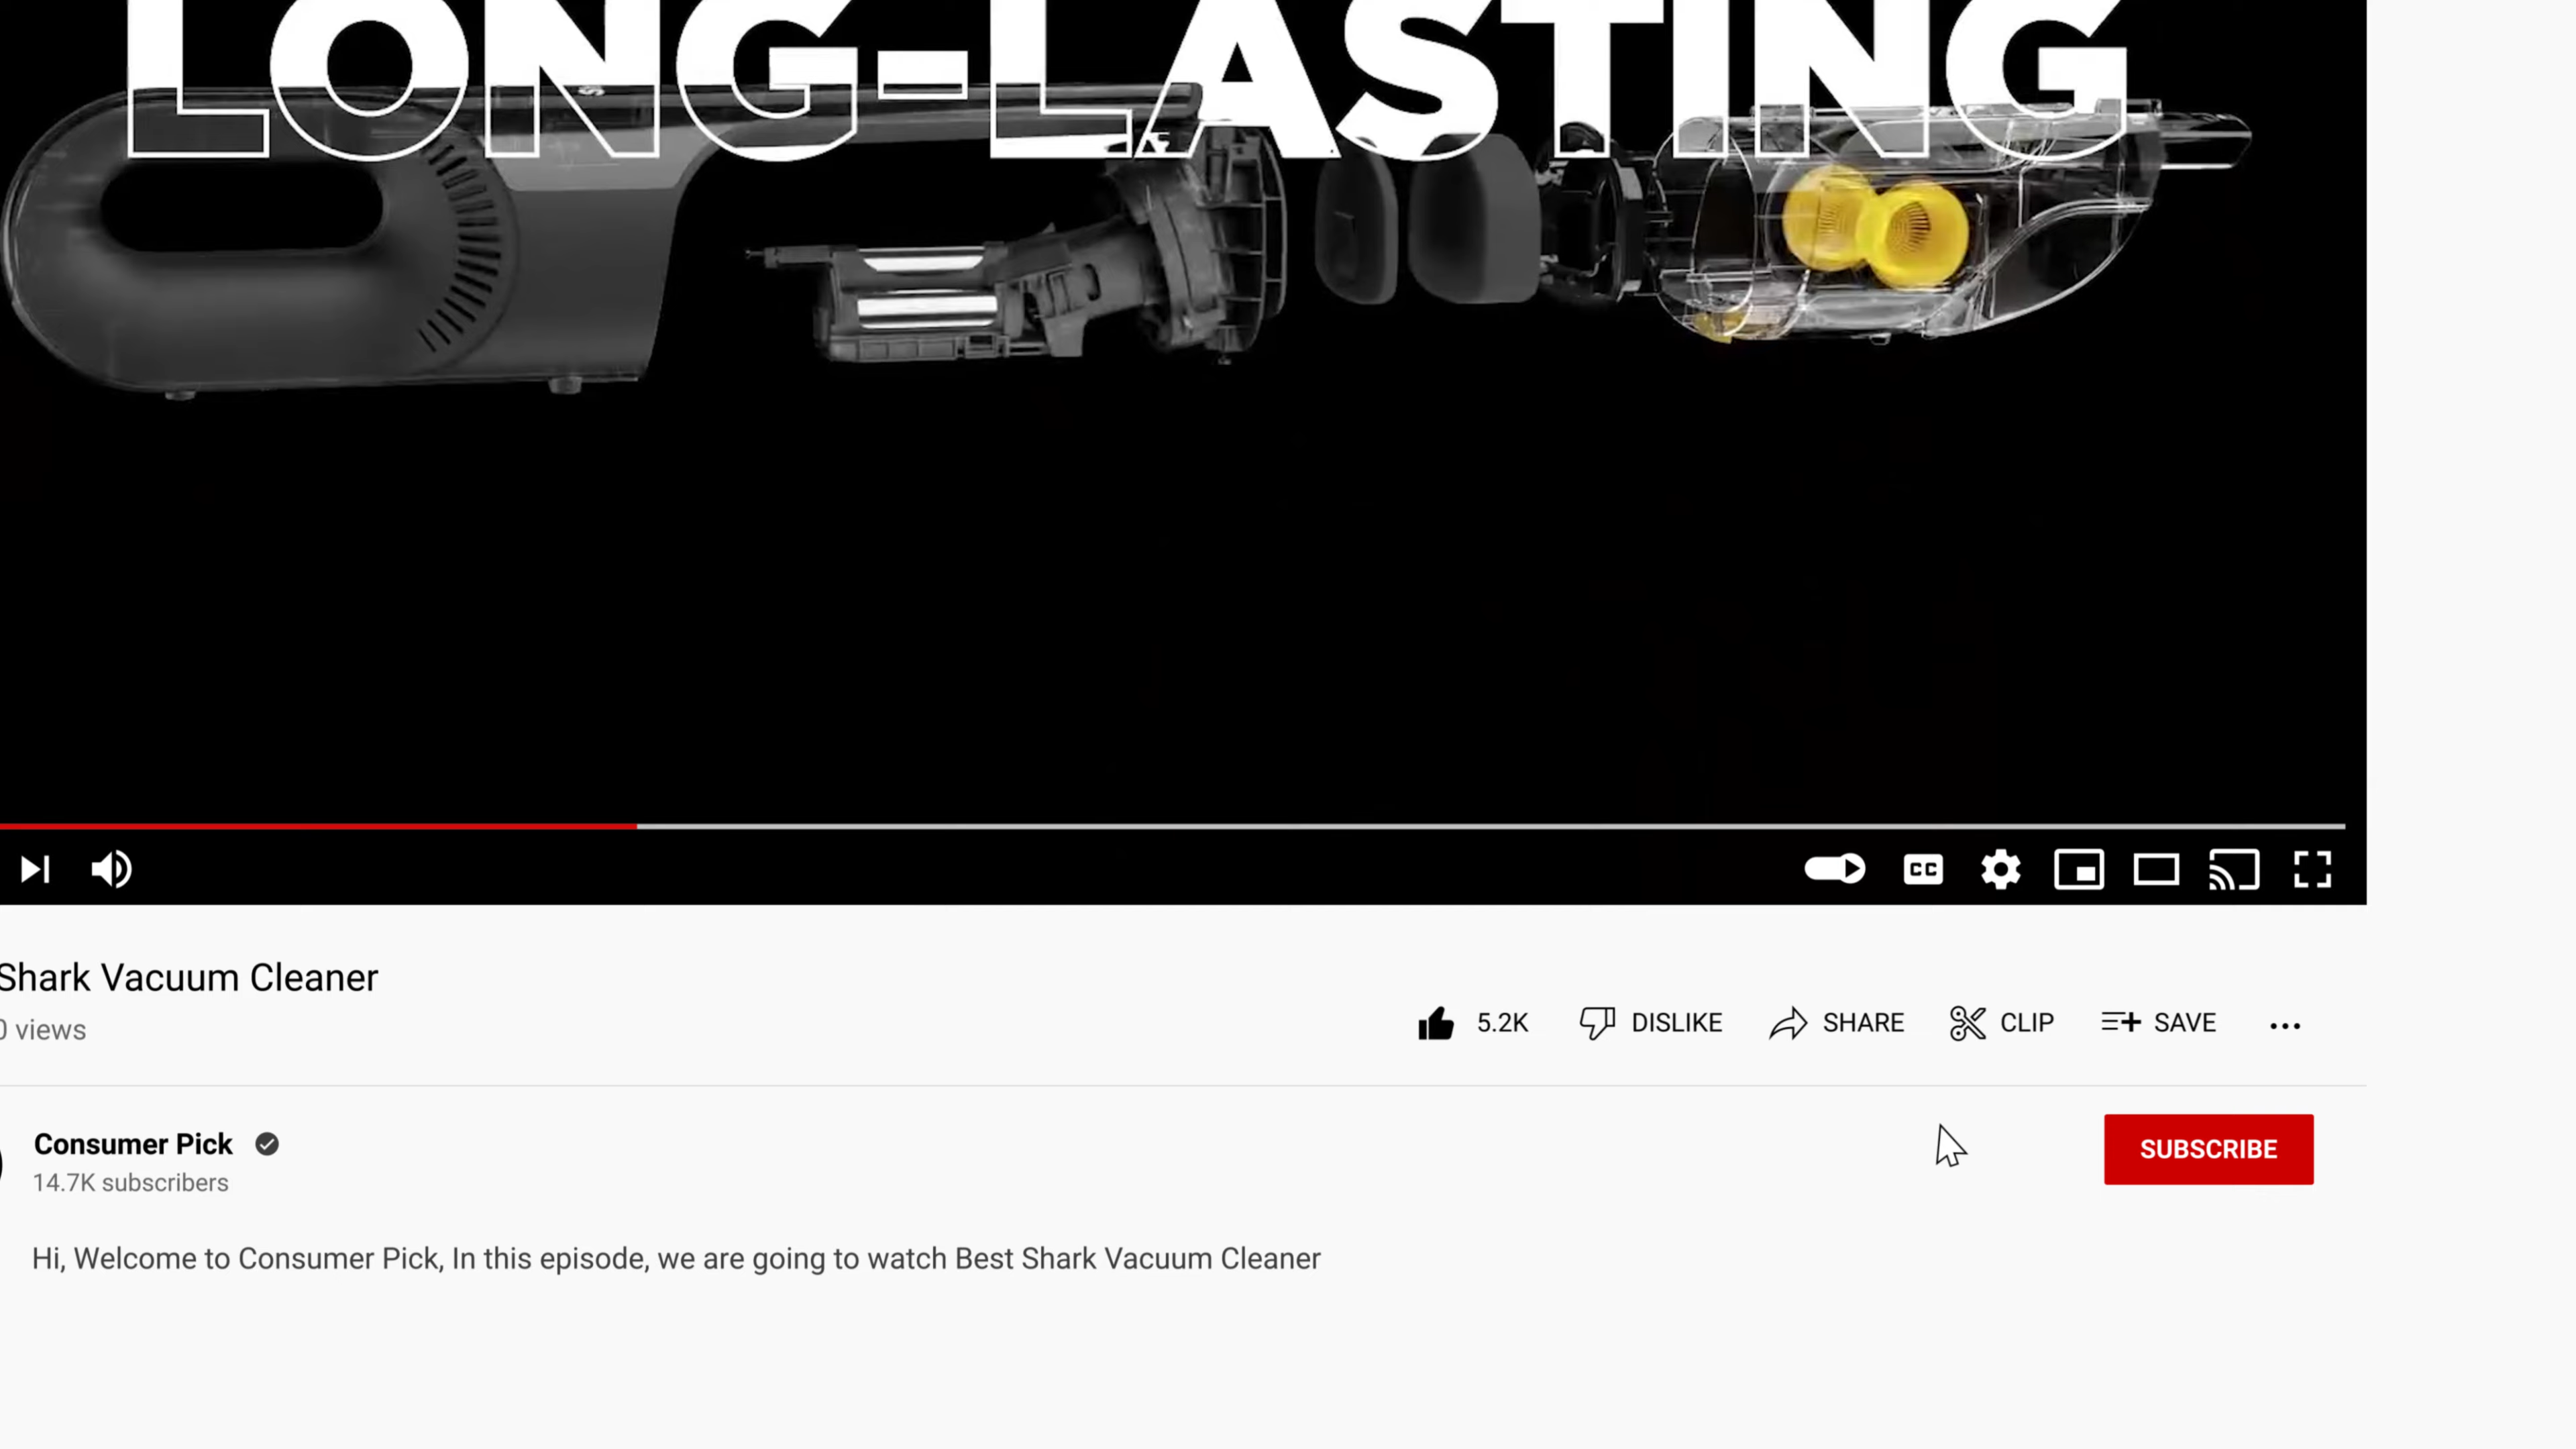 LONG-LASTING
CC
Shark Vacuum Cleaner
views
5.2K
DISLIKE
SHARE
CLIP
SAVE
Consumer Pick
SUBSCRIBE
14.7K subscribers
Hi, Welcome to Consumer Pick, In this episode, we are going to watch Best Shark Vacuum Cleaner